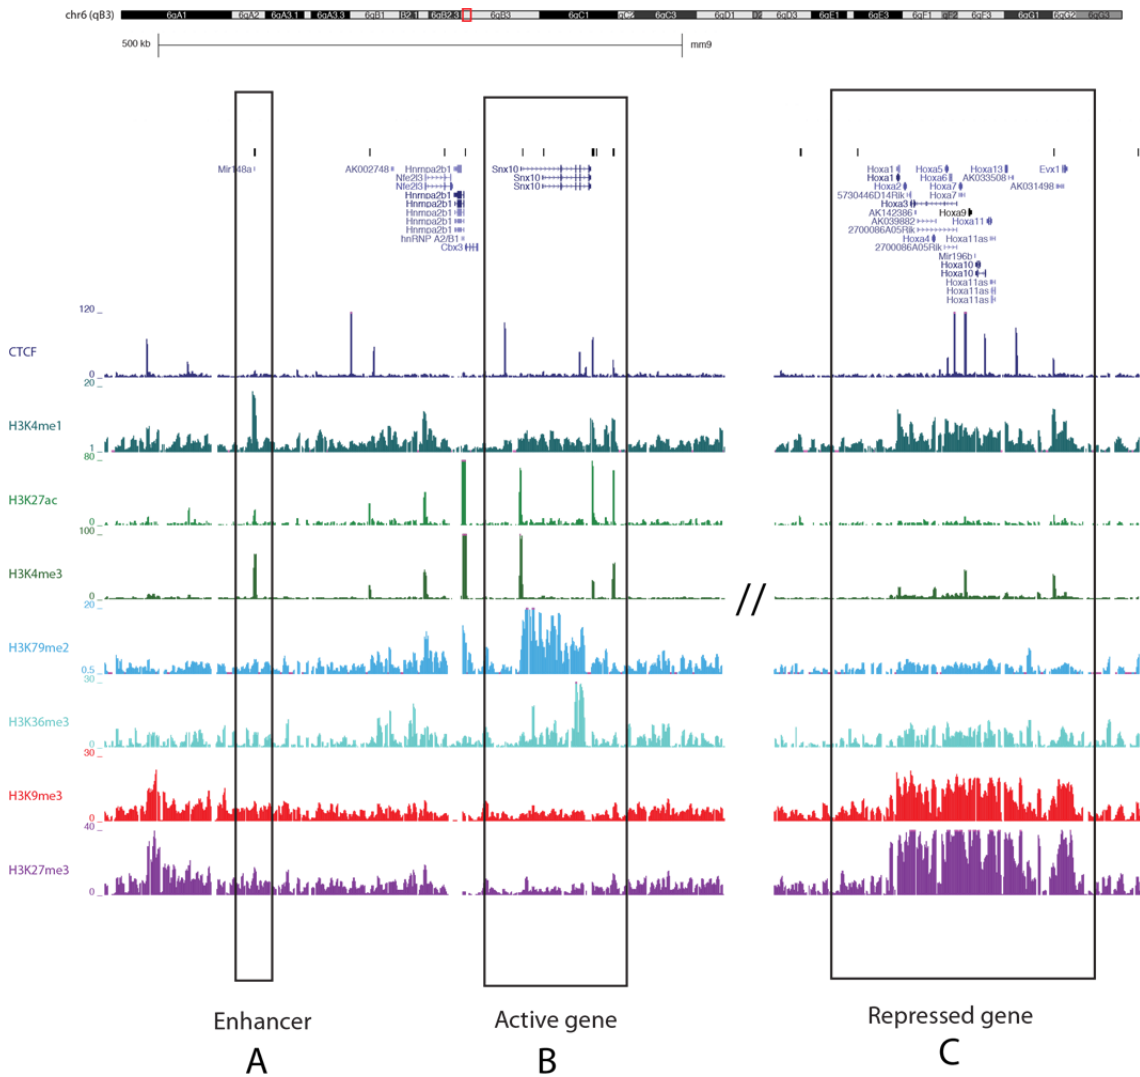 chr6 (qB3) 6qA1 6qA2 6qA3.1 6qA3.3 6qB1 B2.1 6qB2.3 6qB3 6qC1 qC2 6qC3 6qD1 6qD3 6qE1 6qE3 6qF1 6qF3 6qG1 6qG2 6qG3
500 kb mm9
Mir148a AK002748 Hnrnpa2b1 Snx10 Hoxa1 Hoxa5 Hoxa13 Evx1
Nfe2l3 Snx10 Hoxa1 Hoxa6 AK033508
Nfe2l3 Snx10 Hoxa2 Hoxa7 AK031498
Hnrnpa2b1 5730446D14Rik Hoxa7
Hnrnpa2b1 Hoxa3
Hnrnpa2b1 AK142386 Hoxa9
Hnrnpa2b1 AK039882 Hoxa11
Hnrnpa2b1 2700086A05Rik
hnRNP A2/B1 Hoxa4 Hoxa11as
Cbx3 2700086A05Rik
Mir196b
Hoxa10
Hoxa10
Hoxa11as
Hoxa11as
Hoxa11as
120
CTCF
0
20
H3K4me1
1
80
H3K27ac
0
100
H3K4me3
0
//
20
H3K79me2
0.5
30
H3K36me3
0
30
H3K9me3
0
40
H3K27me3
0
Enhancer Active gene Repressed gene
A B C